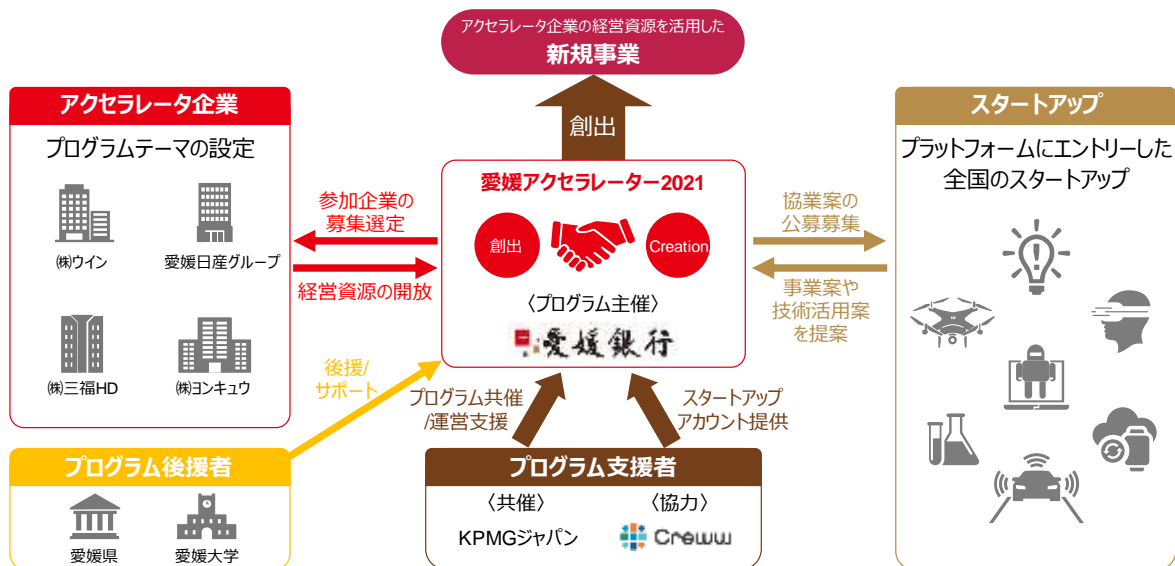 アクセラレータ企業の経営資源を活用した
新規事業
創出
アクセラレータ企業
プログラムテーマの設定
㈱ウイン
愛媛日産グループ
㈱三福HD
㈱ヨンキュウ
参加企業の
募集選定
経営資源の開放
愛媛アクセラレーター2021
創出
Creation
〈プログラム主催〉
愛媛銀行
協業案の
公募募集
事業案や
技術活用案
を提案
スタートアップ
プラットフォームにエントリーした
全国のスタートアップ
後援/
サポート
プログラム共催
/運営支援
スタートアップ
アカウント提供
プログラム後援者
愛媛県
愛媛大学
プログラム支援者
〈共催〉
KPMGジャパン
〈協力〉
Creww